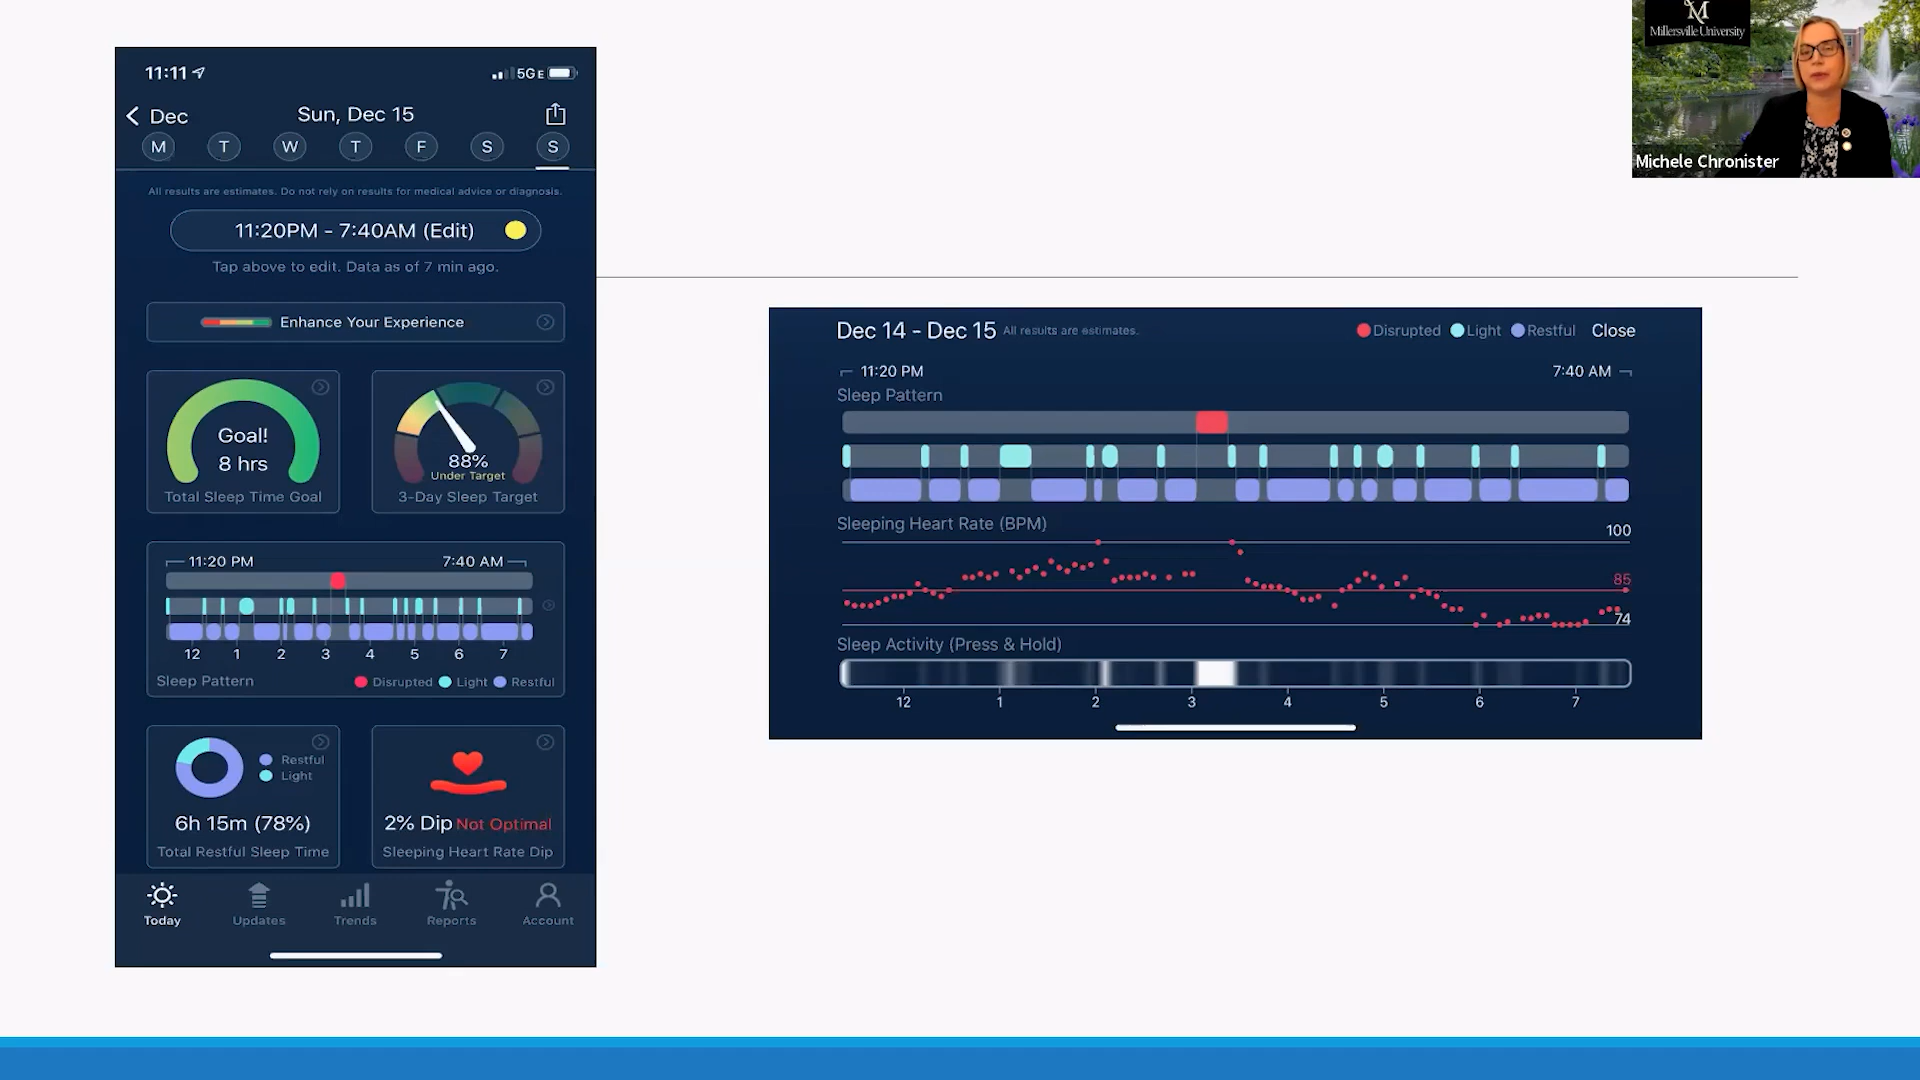 11:11
5GE
Dec
Sun, Dec 15
M T W T F S S
All results are estimates. Do not rely on results for medical advice or diagnosis.
11:20PM - 7:40AM (Edit)
Tap above to edit. Data as of 7 min ago.
Enhance Your Experience
Goal!
8 hrs
Total Sleep Time Goal
88%
Under Target
3-Day Sleep Target
11:20 PM
7:40 AM
12 1 2 3 4 5 6 7
Sleep Pattern
Disrupted Light Restful
Restful
Light
6h 15m (78%)
Total Restful Sleep Time
2% Dip Not Optimal
Sleeping Heart Rate Dip
Today Updates Trends Reports Account
Dec 14 - Dec 15 All results are estimates.
Disrupted Light Restful Close
11:20 PM
7:40 AM
Sleep Pattern
Sleeping Heart Rate (BPM)
100
85
74
Sleep Activity (Press & Hold)
12 1 2 3 4 5 6 7
M
Millersville University
Michele Chronister